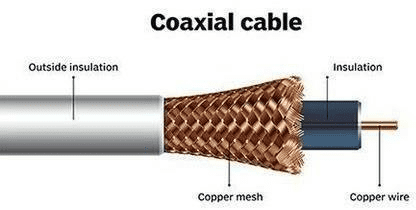 Coaxial cable
Outside insulation
Insulation
Copper mesh
Copper wire